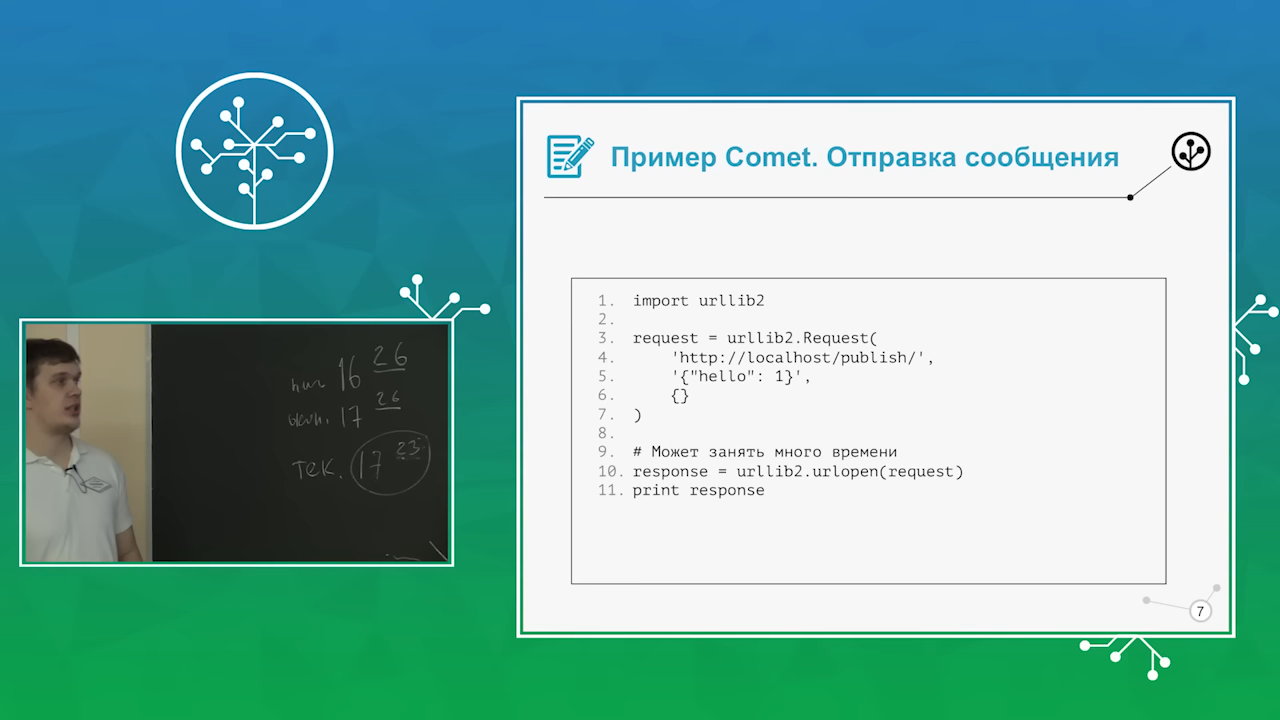 Пример Comet. Отправка сообщения
1. import urllib2
2.
3. request = urllib2.Request(
4. 'http://localhost/publish/',
5. '{"hello": 1}',
6. {}
7. )
8.
9. # Может занять много времени
10. response = urllib2.urlopen(request)
11. print response
7
16 26
17 26
тек. 17 23